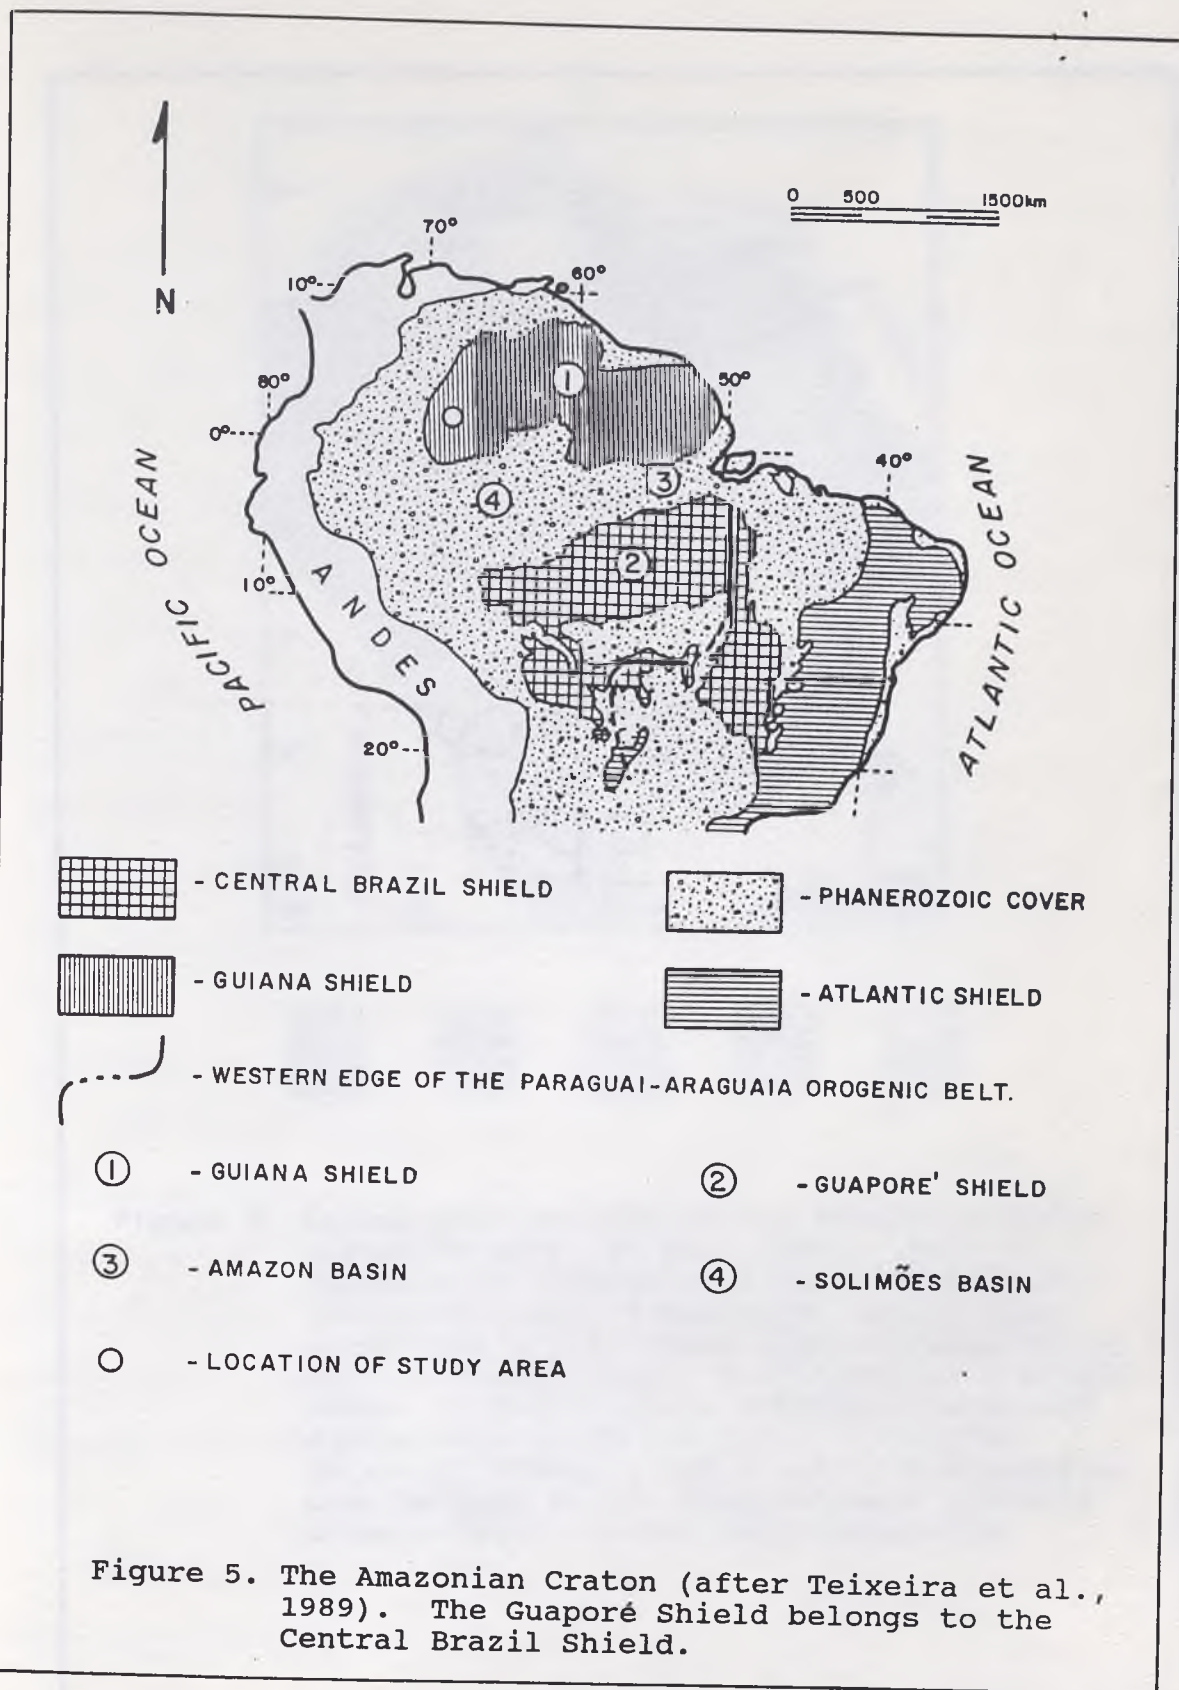 0 500 1500km
70°
10°
60°
N
80°
50°
0°
40°
10°
20°
PACIFIC OCEAN
ANDES
ATLANTIC OCEAN
1
2
3
4
- CENTRAL BRAZIL SHIELD
- PHANEROZOIC COVER
- GUIANA SHIELD
- ATLANTIC SHIELD
- WESTERN EDGE OF THE PARAGUAI-ARAGUAIA OROGENIC BELT.
1 - GUIANA SHIELD
2 - GUAPORE' SHIELD
3 - AMAZON BASIN
4 - SOLIMÕES BASIN
- LOCATION OF STUDY AREA
Figure 5. The Amazonian Craton (after Teixeira et al.,
1989). The Guaporé Shield belongs to the
Central Brazil Shield.